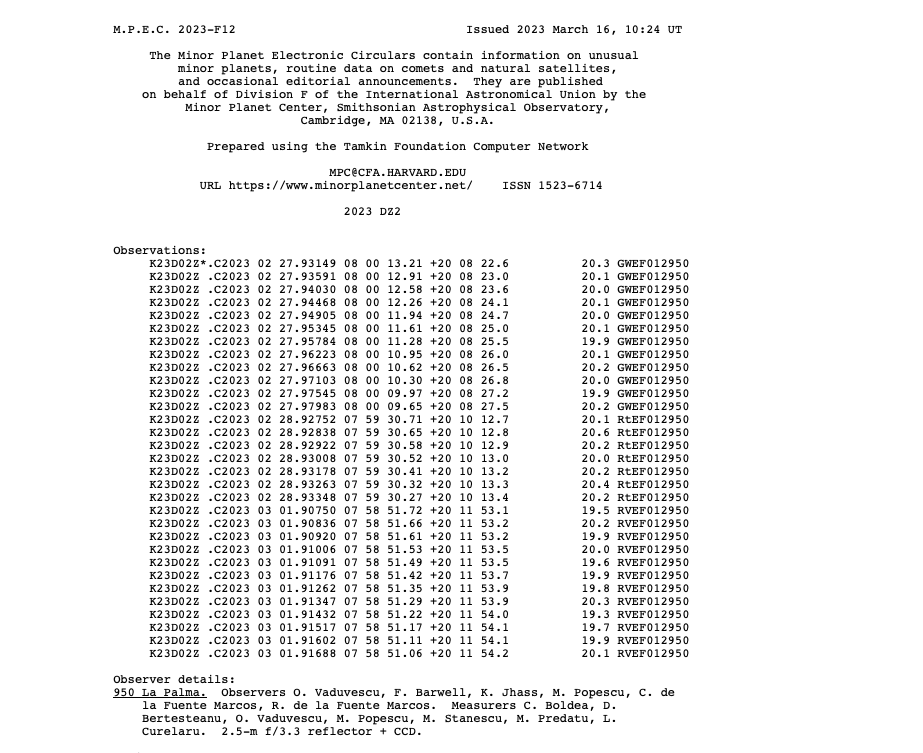 M.P.E.C. 2023-F12 Issued 2023 March 16, 10:24 UT
The Minor Planet Electronic Circulars contain information on unusual
minor planets, routine data on comets and natural satellites,
and occasional editorial announcements. They are published
on behalf of Division F of the International Astronomical Union by the
Minor Planet Center, Smithsonian Astrophysical Observatory,
Cambridge, MA 02138, U.S.A.
Prepared using the Tamkin Foundation Computer Network
MPC@CFA.HARVARD.EDU
URL https://www.minorplanetcenter.net/ ISSN 1523-6714
2023 DZ2
Observations:
K23D02Z*.C2023 02 27.93149 08 00 13.21 +20 08 22.6 20.3 GWEF012950
K23D02Z .C2023 02 27.93591 08 00 12.91 +20 08 23.0 20.1 GWEF012950
K23D02Z .C2023 02 27.94030 08 00 12.58 +20 08 23.6 20.0 GWEF012950
K23D02Z .C2023 02 27.94468 08 00 12.26 +20 08 24.1 20.1 GWEF012950
K23D02Z .C2023 02 27.94905 08 00 11.94 +20 08 24.7 20.0 GWEF012950
K23D02Z .C2023 02 27.95345 08 00 11.61 +20 08 25.0 20.1 GWEF012950
K23D02Z .C2023 02 27.95784 08 00 11.28 +20 08 25.5 19.9 GWEF012950
K23D02Z .C2023 02 27.96223 08 00 10.95 +20 08 26.0 20.1 GWEF012950
K23D02Z .C2023 02 27.96663 08 00 10.62 +20 08 26.5 20.2 GWEF012950
K23D02Z .C2023 02 27.97103 08 00 10.30 +20 08 26.8 20.0 GWEF012950
K23D02Z .C2023 02 27.97545 08 00 09.97 +20 08 27.2 19.9 GWEF012950
K23D02Z .C2023 02 27.97983 08 00 09.65 +20 08 27.5 20.2 GWEF012950
K23D02Z .C2023 02 28.92752 07 59 30.71 +20 10 12.7 20.1 RtEF012950
K23D02Z .C2023 02 28.92838 07 59 30.65 +20 10 12.8 20.6 RtEF012950
K23D02Z .C2023 02 28.92922 07 59 30.58 +20 10 12.9 20.2 RtEF012950
K23D02Z .C2023 02 28.93008 07 59 30.52 +20 10 13.0 20.0 RtEF012950
K23D02Z .C2023 02 28.93178 07 59 30.41 +20 10 13.2 20.2 RtEF012950
K23D02Z .C2023 02 28.93263 07 59 30.32 +20 10 13.3 20.4 RtEF012950
K23D02Z .C2023 02 28.93348 07 59 30.27 +20 10 13.4 20.2 RtEF012950
K23D02Z .C2023 03 01.90750 07 58 51.72 +20 11 53.1 19.5 RVEF012950
K23D02Z .C2023 03 01.90836 07 58 51.66 +20 11 53.2 20.2 RVEF012950
K23D02Z .C2023 03 01.90920 07 58 51.61 +20 11 53.2 19.9 RVEF012950
K23D02Z .C2023 03 01.91006 07 58 51.53 +20 11 53.5 20.0 RVEF012950
K23D02Z .C2023 03 01.91091 07 58 51.49 +20 11 53.5 19.6 RVEF012950
K23D02Z .C2023 03 01.91176 07 58 51.42 +20 11 53.7 19.9 RVEF012950
K23D02Z .C2023 03 01.91262 07 58 51.35 +20 11 53.9 19.8 RVEF012950
K23D02Z .C2023 03 01.91347 07 58 51.29 +20 11 53.9 20.3 RVEF012950
K23D02Z .C2023 03 01.91432 07 58 51.22 +20 11 54.0 19.3 RVEF012950
K23D02Z .C2023 03 01.91517 07 58 51.17 +20 11 54.1 19.7 RVEF012950
K23D02Z .C2023 03 01.91602 07 58 51.11 +20 11 54.1 19.9 RVEF012950
K23D02Z .C2023 03 01.91688 07 58 51.06 +20 11 54.2 20.1 RVEF012950
Observer details:
950 La Palma. Observers O. Vaduvescu, F. Barwell, K. Jhass, M. Popescu, C. de
la Fuente Marcos, R. de la Fuente Marcos. Measurers C. Boldea, D.
Bertesteanu, O. Vaduvescu, M. Popescu, M. Stanescu, M. Predatu, L.
Curelaru. 2.5-m f/3.3 reflector + CCD.